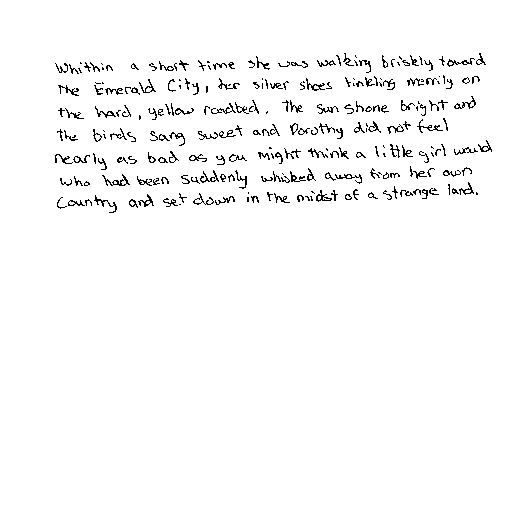 Whithin a short time she was walking briskly toward
the Emerald City, her silver shoes tinkling merrily on
the hard, yellow roadbed. The sun shone bright and
the birds sang sweet and Dorothy did not feel
nearly as bad as you might think a little girl would
who had been suddenly whisked away from her own
country and set down in the midst of a strange land.